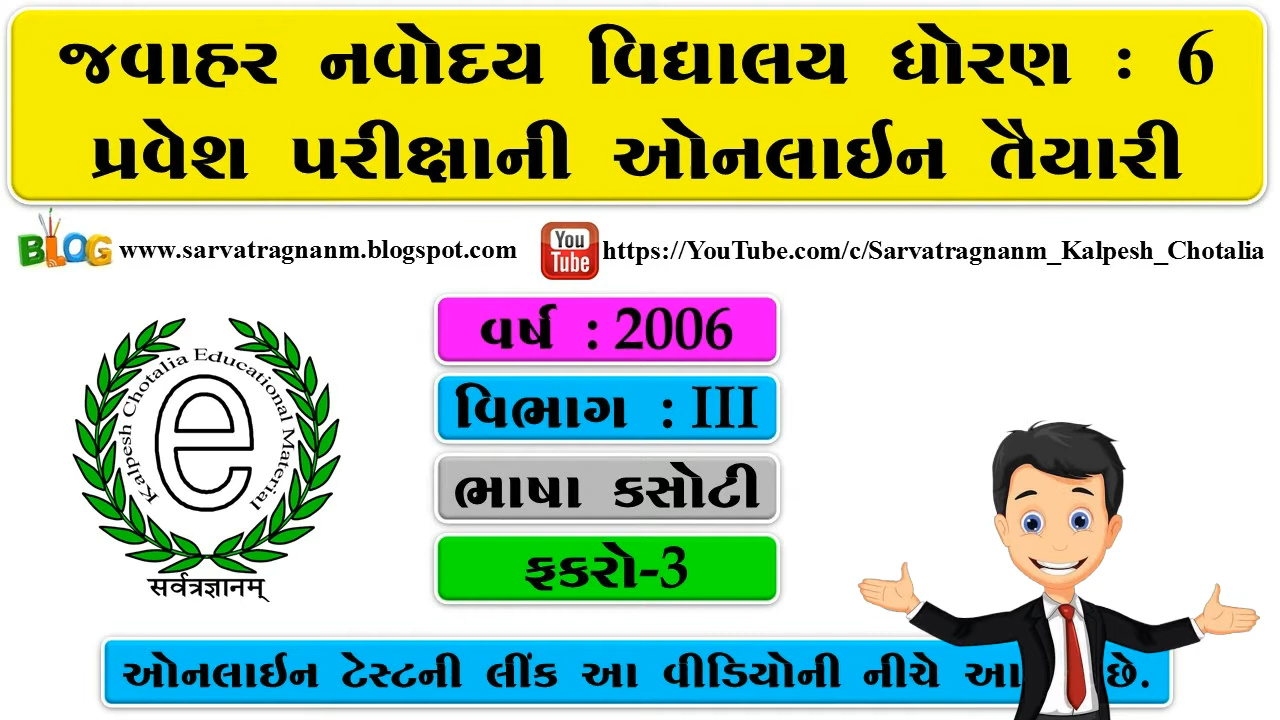 જવાહર નવોદય વિદ્યાલય ધોરણ : 6
પ્રવેશ પરીક્ષાની ઓનલાઈન તૈયારી
BLOG www.sarvatragnanm.blogspot.com
You Tube https://YouTube.com/c/Sarvatragnanm_Kalpesh_Chotalia
વર્ષ : 2006
Kalpesh Chotalia Educational Material
e
વિભાગ : III
ભાષા કસોટી
ફકરો-3
सर्वत्रज्ञानम्
ઓનલાઈન ટેસ્ટની લીંક આ વીડિયોની નીચે આ છે.